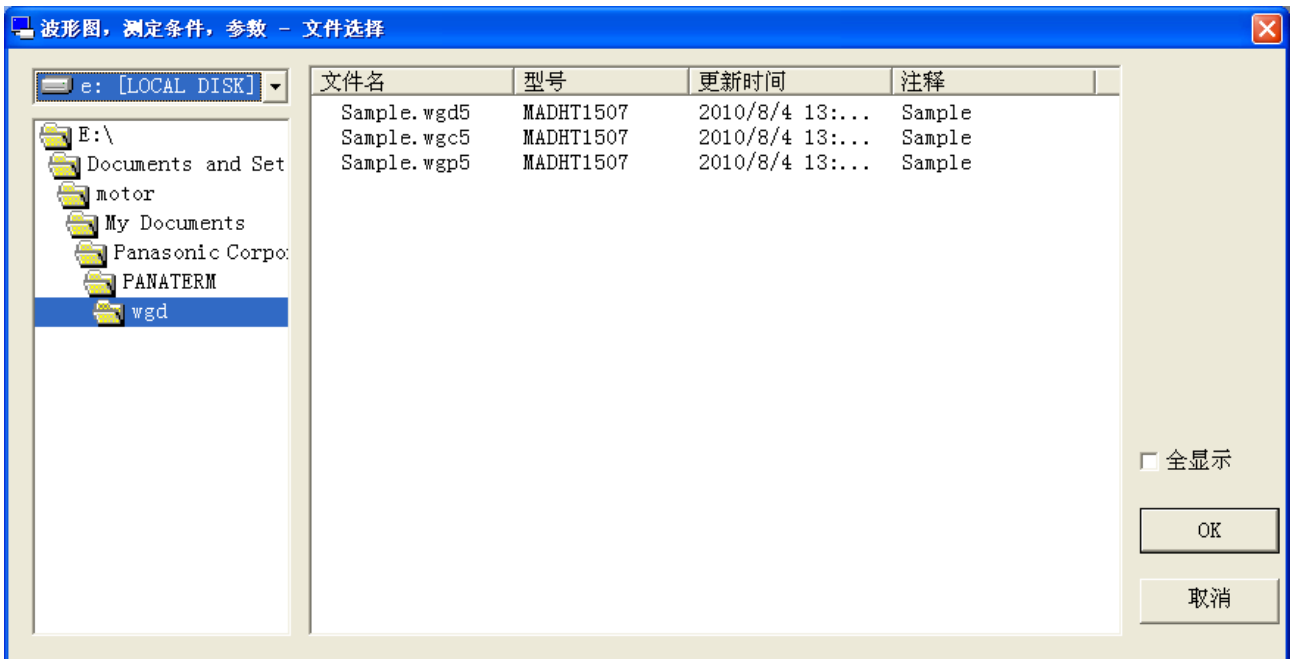 波形图，测定条件，参数 - 文件选择
e: [LOCAL DISK]
E:\
Documents and Set
motor
My Documents
Panasonic Corpo
PANATERM
wgd
文件名 型号 更新时间 注释
Sample.wgd5 MADHT1507 2010/8/4 13:... Sample
Sample.wgc5 MADHT1507 2010/8/4 13:... Sample
Sample.wgp5 MADHT1507 2010/8/4 13:... Sample
全显示
OK
取消